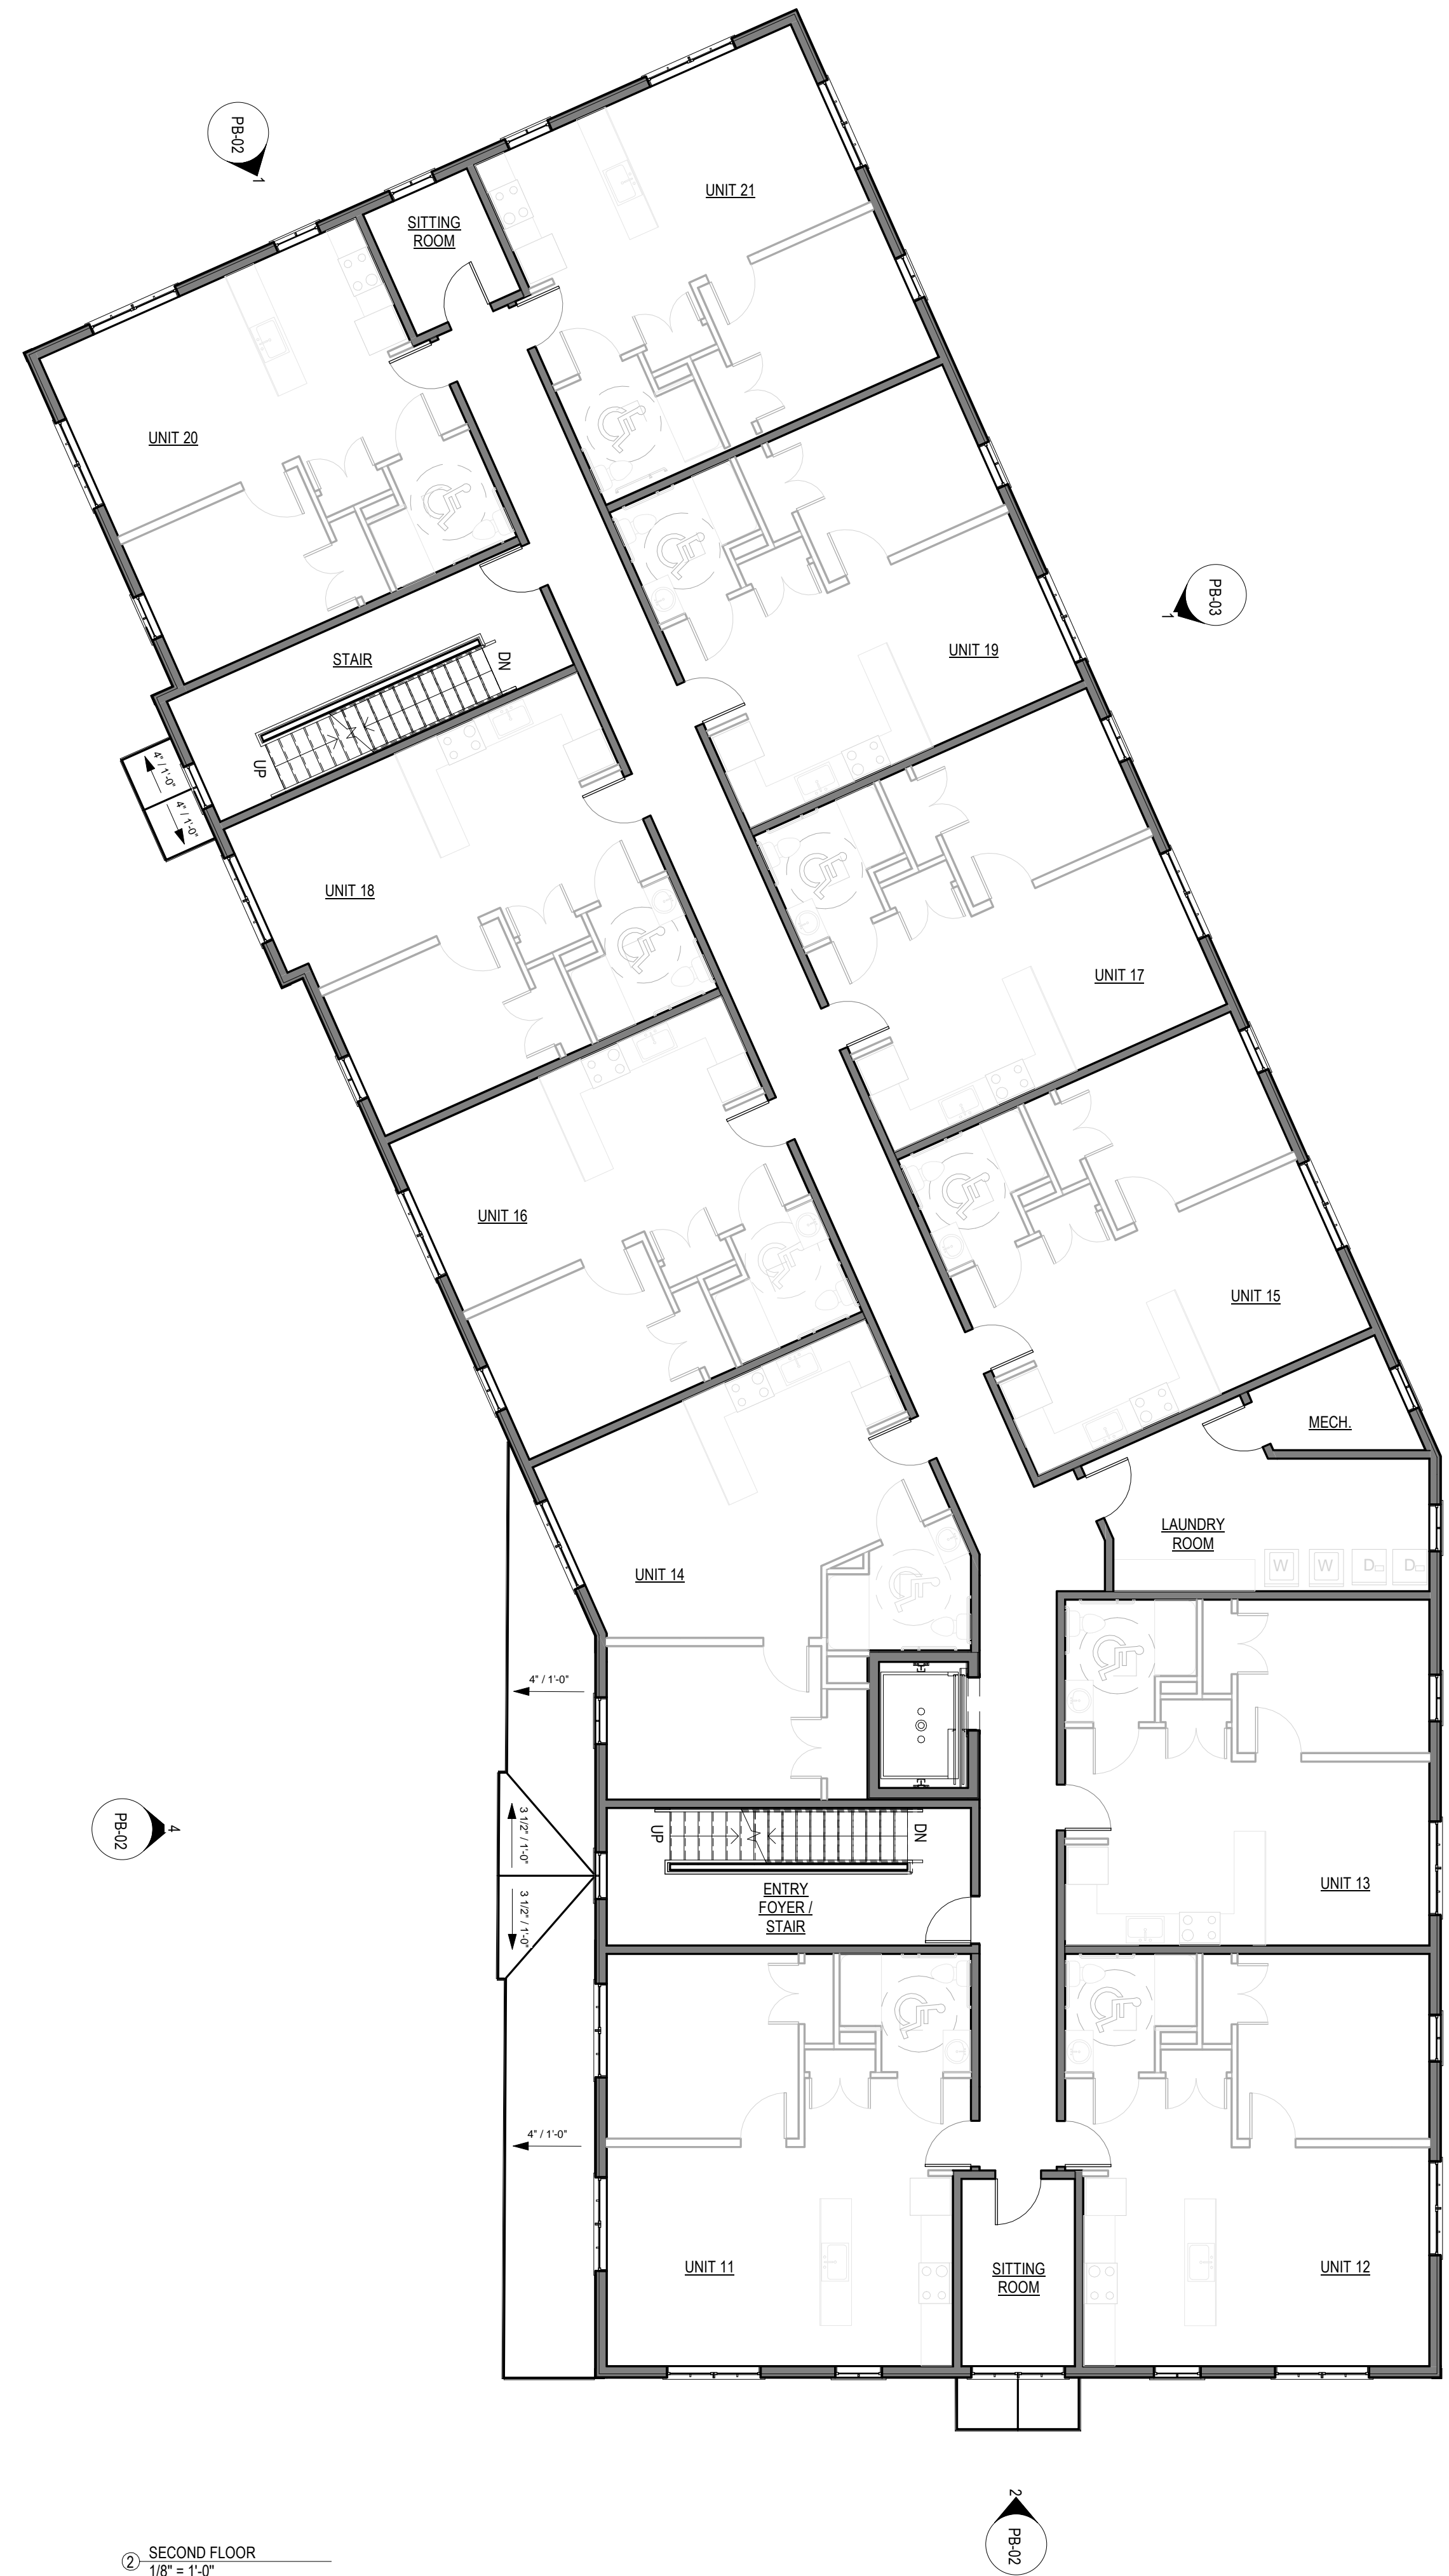 PB-02
1
UNIT 21
SITTING
ROOM
UNIT 20
PB-03
1
UNIT 19
STAIR
DN
UP
4" / 1'-0"
4" / 1'-0"
UNIT 18
UNIT 17
UNIT 16
UNIT 15
MECH.
LAUNDRY
ROOM
W
W
D
D
UNIT 14
4" / 1'-0"
3 1/2" / 1'-0"
3 1/2" / 1'-0"
PB-02
4
UP
DN
ENTRY
FOYER /
STAIR
UNIT 13
4" / 1'-0"
UNIT 11
SITTING
ROOM
UNIT 12
2
PB-02
2
SECOND FLOOR
1/8" = 1'-0"